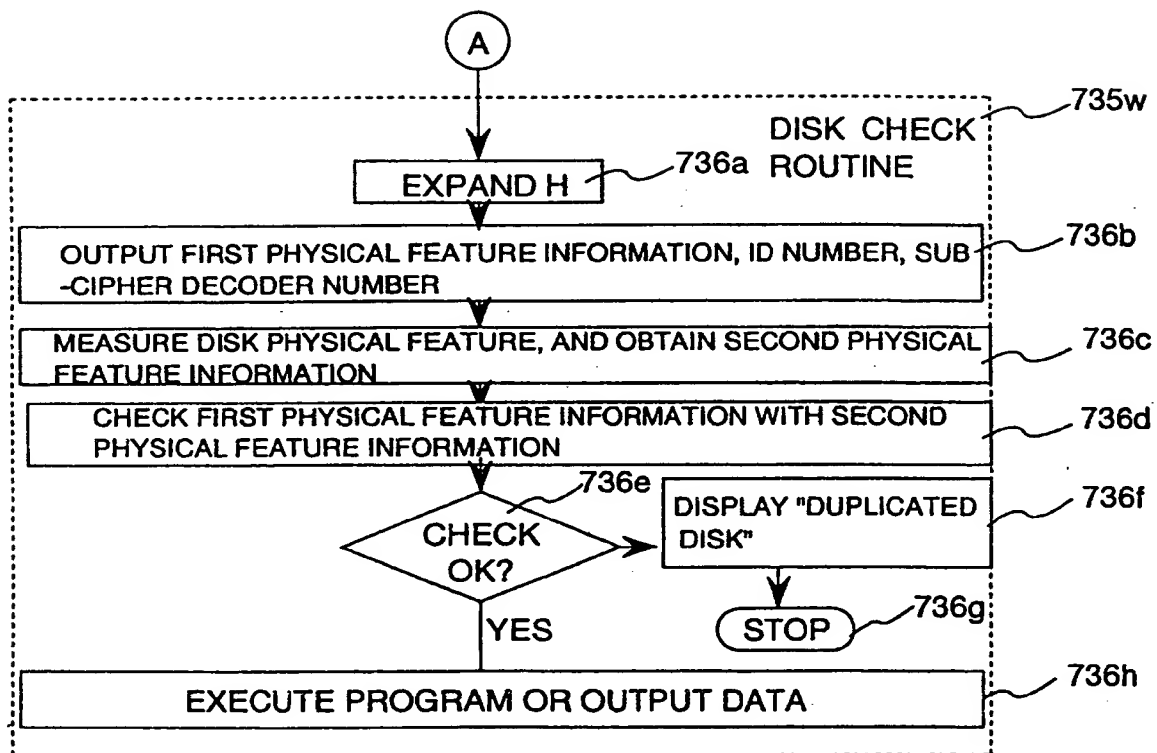 A
735w
DISK CHECK
ROUTINE
736a
EXPAND H
736b
OUTPUT FIRST PHYSICAL FEATURE INFORMATION, ID NUMBER, SUB
-CIPHER DECODER NUMBER
736c
MEASURE DISK PHYSICAL FEATURE, AND OBTAIN SECOND PHYSICAL
FEATURE INFORMATION
736d
CHECK FIRST PHYSICAL FEATURE INFORMATION WITH SECOND
PHYSICAL FEATURE INFORMATION
736e
CHECK
OK?
736f
DISPLAY "DUPLICATED
DISK"
736g
STOP
YES
736h
EXECUTE PROGRAM OR OUTPUT DATA